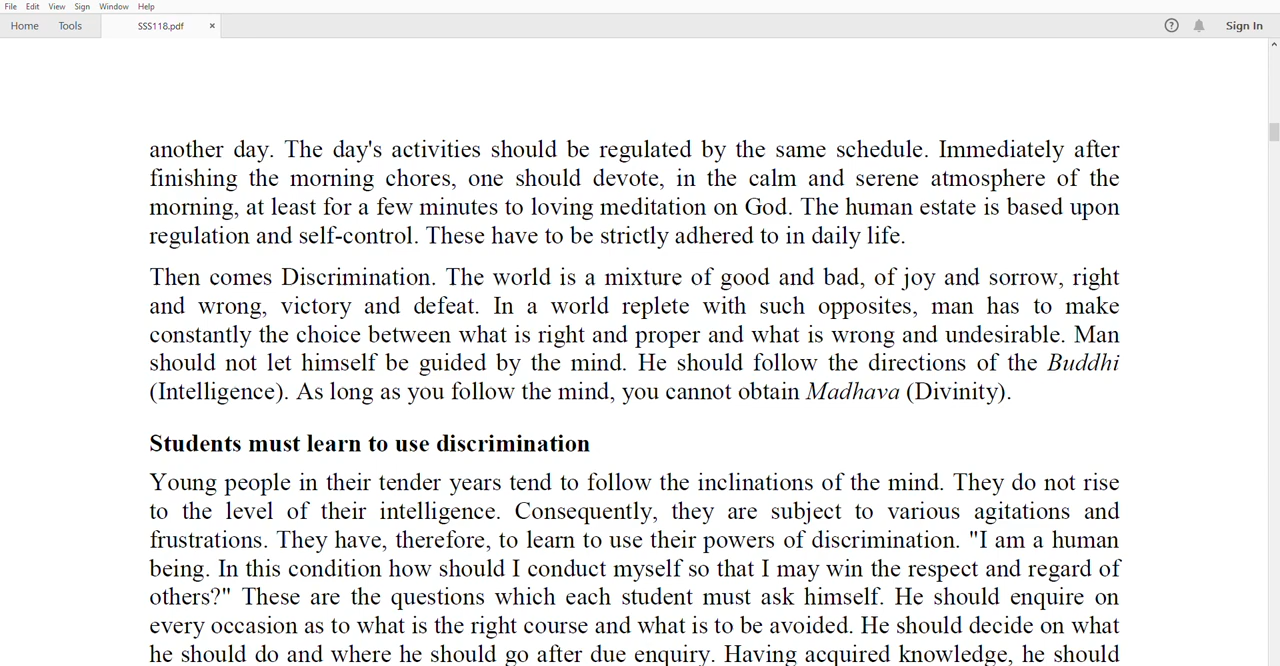 File Edit View Sign Window Help
Home Tools SSS118.pdf × ? Sign In
another day. The day's activities should be regulated by the same schedule. Immediately after
finishing the morning chores, one should devote, in the calm and serene atmosphere of the
morning, at least for a few minutes to loving meditation on God. The human estate is based upon
regulation and self-control. These have to be strictly adhered to in daily life.
Then comes Discrimination. The world is a mixture of good and bad, of joy and sorrow, right
and wrong, victory and defeat. In a world replete with such opposites, man has to make
constantly the choice between what is right and proper and what is wrong and undesirable. Man
should not let himself be guided by the mind. He should follow the directions of the Buddhi
(Intelligence). As long as you follow the mind, you cannot obtain Madhava (Divinity).
Students must learn to use discrimination
Young people in their tender years tend to follow the inclinations of the mind. They do not rise
to the level of their intelligence. Consequently, they are subject to various agitations and
frustrations. They have, therefore, to learn to use their powers of discrimination. "I am a human
being. In this condition how should I conduct myself so that I may win the respect and regard of
others?" These are the questions which each student must ask himself. He should enquire on
every occasion as to what is the right course and what is to be avoided. He should decide on what
he should do and where he should go after due enquiry. Having acquired knowledge, he should